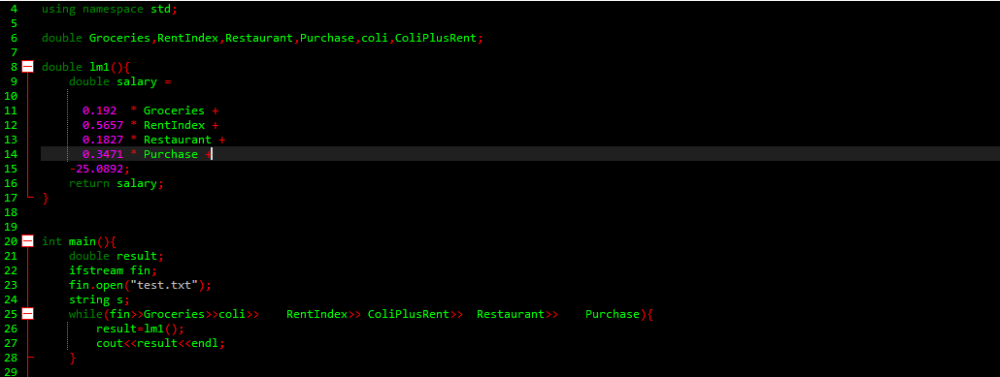 4 using namespace std;
5
6 double Groceries,RentIndex,Restaurant,Purchase,coli,ColiPlusRent;
7
8 double lm1(){
9 double salary =
10
11 0.192 * Groceries +
12 0.5657 * RentIndex +
13 0.1827 * Restaurant +
14 0.3471 * Purchase +
15 -25.0892;
16 return salary;
17 }
18
19
20 int main(){
21 double result;
22 ifstream fin;
23 fin.open("test.txt");
24 string s;
25 while(fin>>Groceries>>coli>> RentIndex>> ColiPlusRent>> Restaurant>> Purchase){
26 result=lm1();
27 cout<<result<<endl;
28 }
29